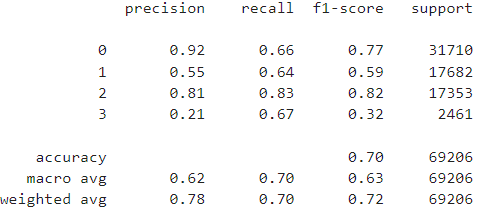 precision recall f1-score support
0 0.92 0.66 0.77 31710
1 0.55 0.64 0.59 17682
2 0.81 0.83 0.82 17353
3 0.21 0.67 0.32 2461
accuracy 0.70 69206
macro avg 0.62 0.70 0.63 69206
weighted avg 0.78 0.70 0.72 69206